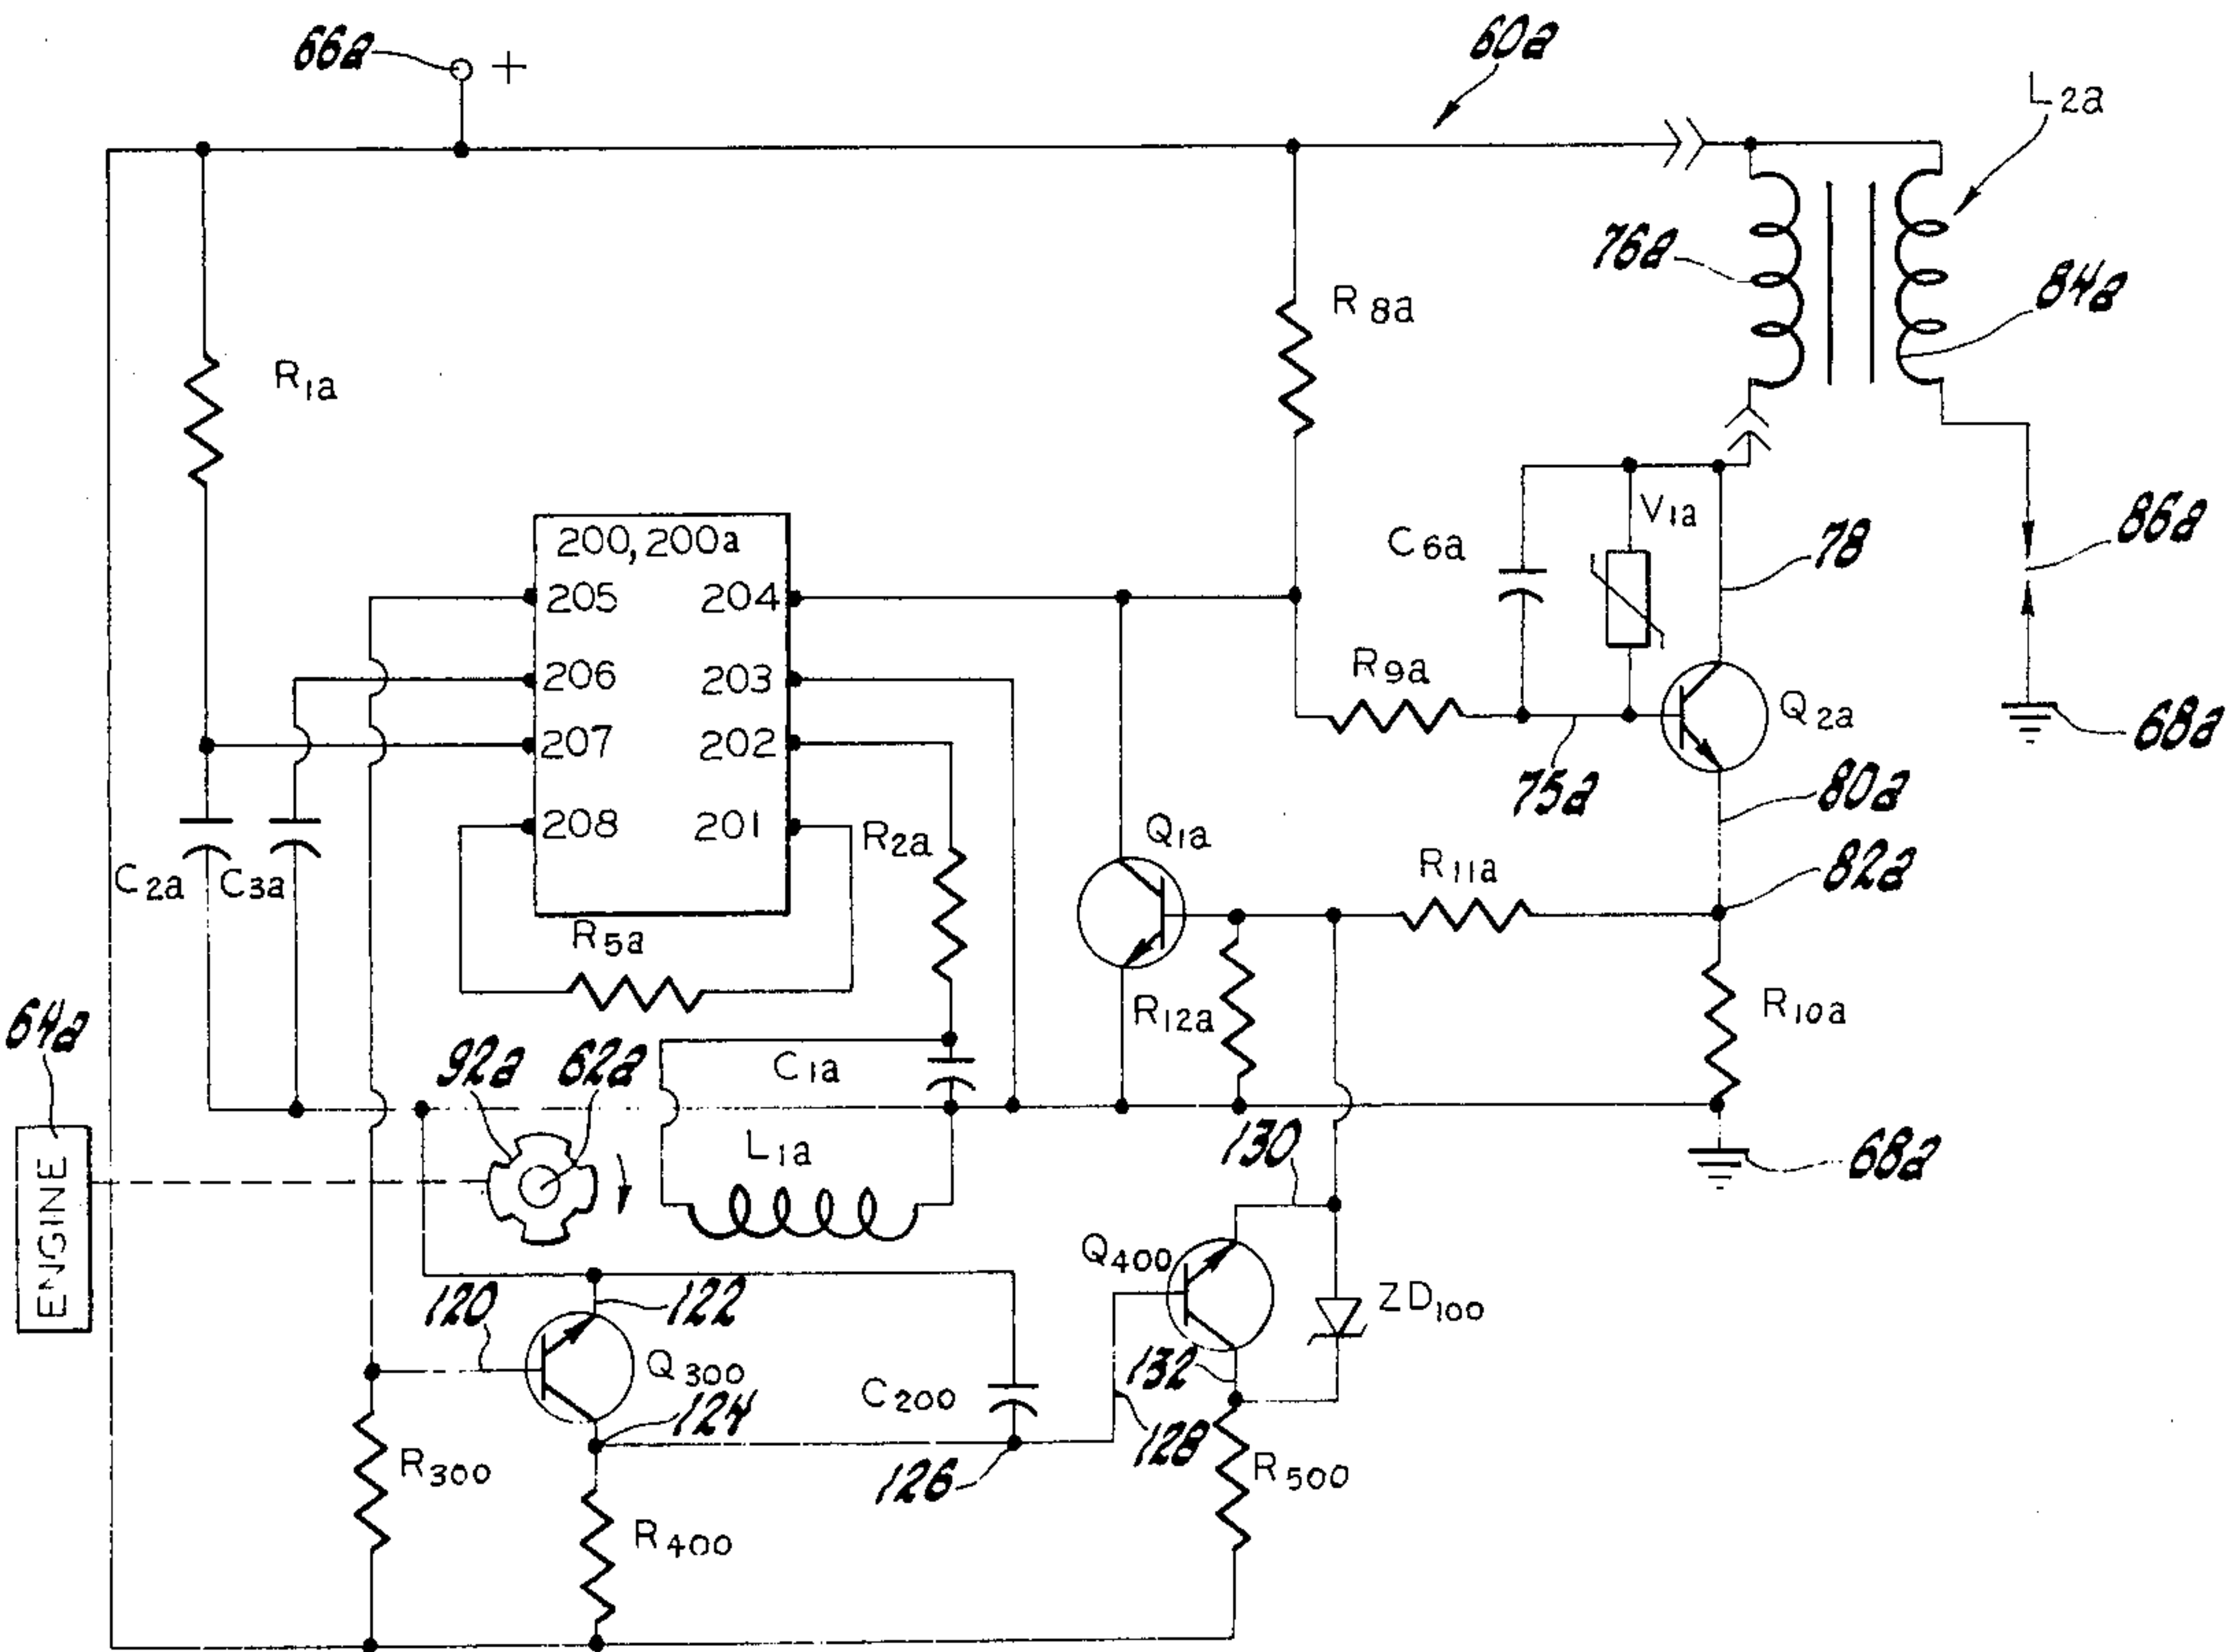 66a
+
60a
L2a
76a
84a
R8a
R1a
V1a
C6a
78
86a
200,200a
205 204
206 203
207 202
208 201
R9a
Q2a
68a
75a
80a
C2a
C3a
R2a
Q1a
R11a
82a
R5a
R12a
R10a
64a
92a
62a
C1a
L1a
130
68a
ENGINE
Q400
ZD100
120
122
Q300
132
C200
124
128
R300
126
R500
R400